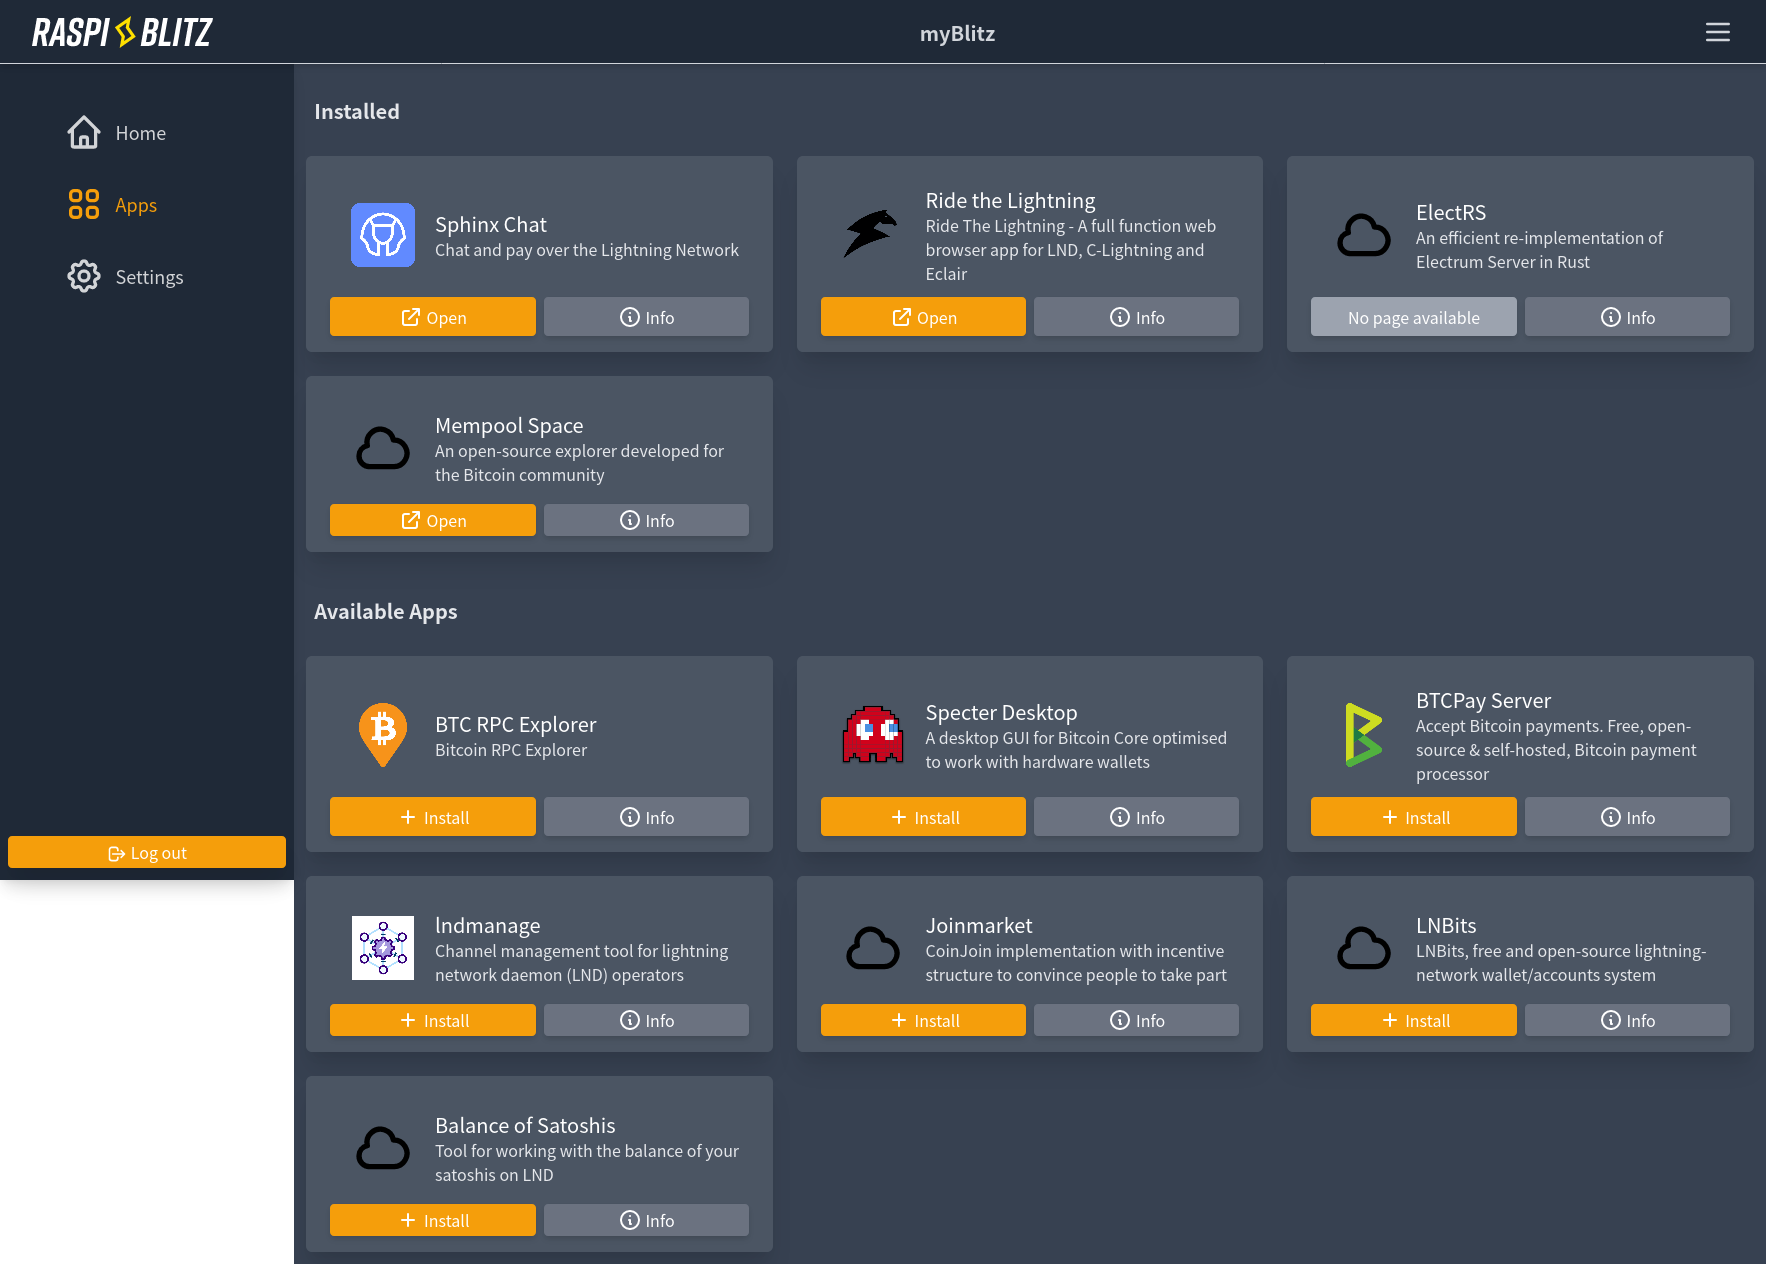 RASPI BLITZ
myBlitz
Home
Apps
Settings
Log out
Installed
Sphinx Chat
Chat and pay over the Lightning Network
Open
Info
Ride the Lightning
Ride The Lightning - A full function web
browser app for LND, C-Lightning and
Eclair
Open
Info
ElectRS
An efficient re-implementation of
Electrum Server in Rust
No page available
Info
Mempool Space
An open-source explorer developed for
the Bitcoin community
Open
Info
Available Apps
BTC RPC Explorer
Bitcoin RPC Explorer
Install
Info
Specter Desktop
A desktop GUI for Bitcoin Core optimised
to work with hardware wallets
Install
Info
BTCPay Server
Accept Bitcoin payments. Free, open-
source & self-hosted, Bitcoin payment
processor
Install
Info
lndmanage
Channel management tool for lightning
network daemon (LND) operators
Install
Info
Joinmarket
CoinJoin implementation with incentive
structure to convince people to take part
Install
Info
LNBits
LNBits, free and open-source lightning-
network wallet/accounts system
Install
Info
Balance of Satoshis
Tool for working with the balance of your
satoshis on LND
Install
Info